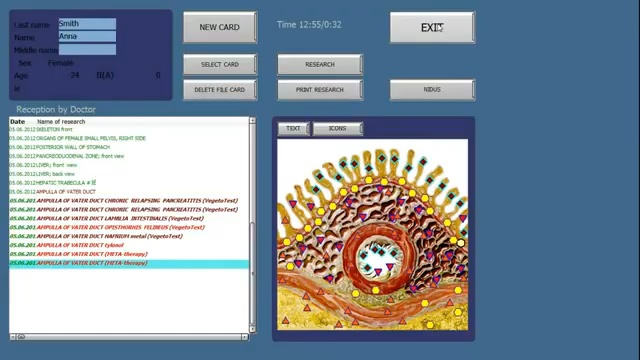 Last name Smith
Name Anna
Middle name
Sex Female
Age 24 II(A) 0
NEW CARD
Time 12:55/0:32
EXIT
SELECT CARD
RESEARCH
DELETE FILE CARD
PRINT RESEARCH
NIDUS
Reception by Doctor
Date Name of research
05.06.2012 SKELETON front
05.06.2012 ORGANS OF FEMALE SMALL PELVIS, RIGHT SIDE
05.06.2012 POSTERIOR WALL OF STOMACH
05.06.2012 PANCREODUODENAL ZONE; front view
05.06.2012 LIVER; front view
05.06.2012 LIVER; back view
05.06.2012 HEPATIC TRABECULA #
05.06.2012 AMPULLA OF VATER DUCT
05.06.201 AMPULLA OF VATER DUCT CHRONIC RELAPSING PANCREATITIS (VegetoTest)
05.06.201 AMPULLA OF VATER DUCT CHRONIC RELAPSING PANCREATITIS (VegetoTest)
05.06.201 AMPULLA OF VATER DUCT LAMBLIA INTESTINALIS (VegetoTest)
05.06.201 AMPULLA OF VATER DUCT OPISTHORHIS FELINEUS (VegetoTest)
05.06.201 AMPULLA OF VATER DUCT HAFNIUM metal (VegetoTest)
05.06.201 AMPULLA OF VATER DUCT tylonol
05.06.201 AMPULLA OF VATER DUCT (META-therapy)
05.06.201 AMPULLA OF VATER DUCT (META-therapy)
TEXT
ICONS